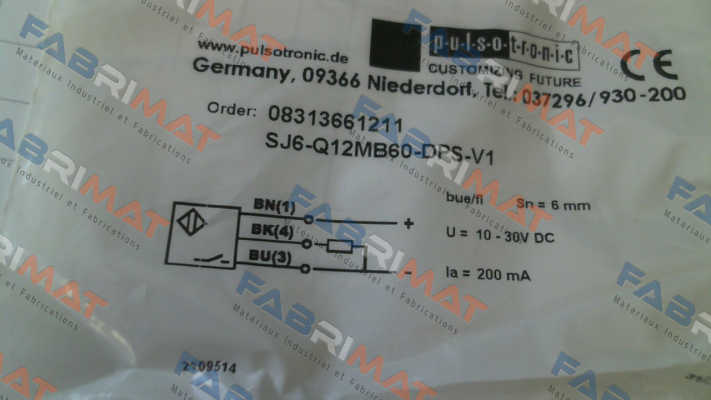 www.pulsotronic.de
p·u·l·s·o·t·r·o·n·i·c
CUSTOMIZING FUTURE
CE
Germany, 09366 Niederdorf, Tel.: 037296/930-200
Order: 08313661211
SJ6-Q12MB60-DPS-V1
BN(1)
+
BK(4)
BU(3)
-
bue/fl Sn = 6 mm
U = 10 - 30V DC
Ia = 200 mA
FABRIMAT
Materiaux Industriel et Fabrications